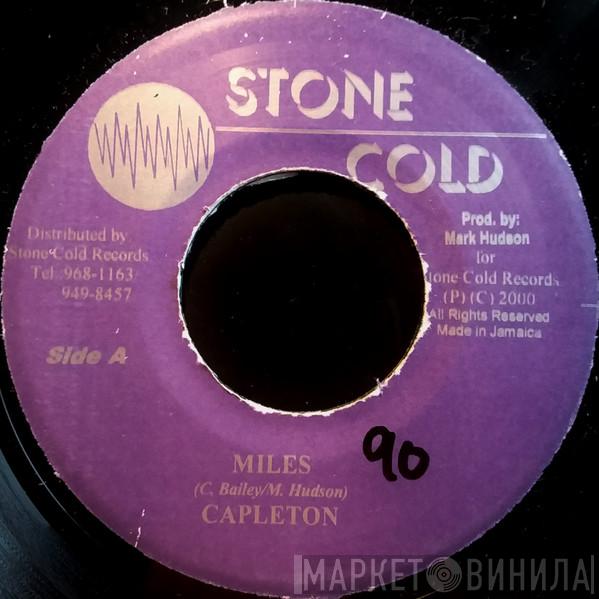 STONE
COLD
Prod. by:
Mark Hudson
for
Stone Cold Records
(P) (C) 2000
All Rights Reserved
Made in Jamaica
Distributed by
Stone Cold Records
Tel: 968-1163
949-8457
Side A
MILES
(C. Bailey/M. Hudson)
CAPLETON
90
МАРКЕТ ВИНИЛА